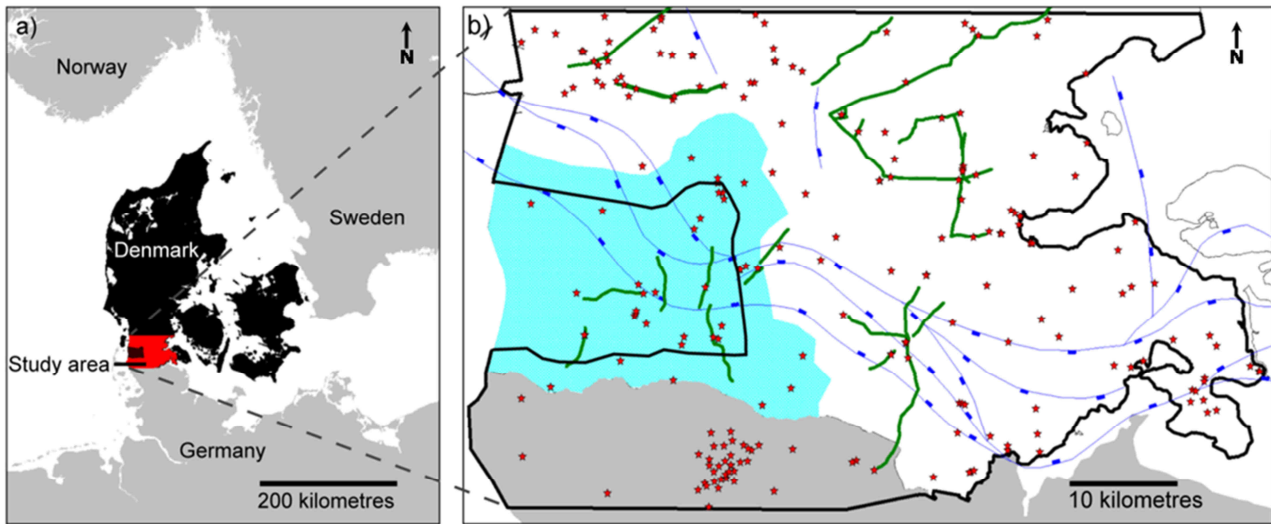 a)
N
Norway
Sweden
Denmark
Study area
Germany
200 kilometres
b)
N
10 kilometres